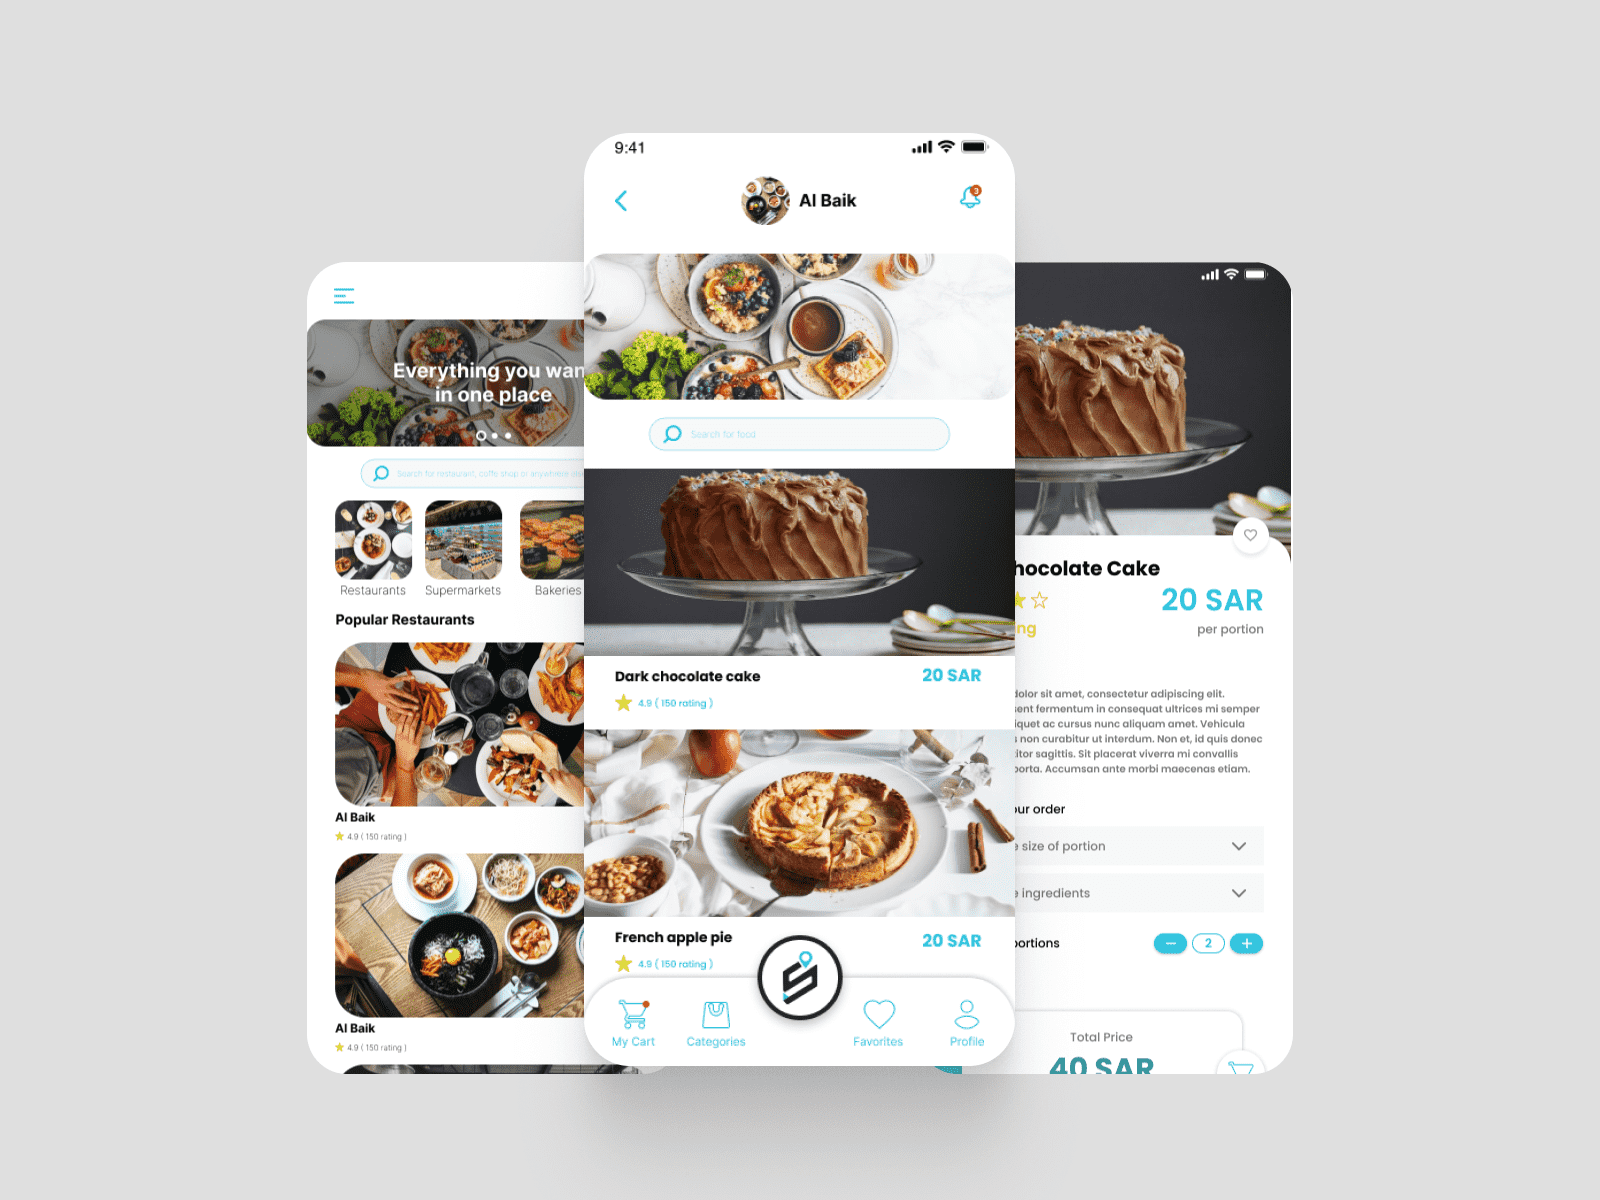 Everything you wan
in one place
Search for restaurant, coffe shop or anywhere
Restaurants
Supermarkets
Bakeries
Popular Restaurants
Al Baik
4.9 ( 150 rating )
Al Baik
4.9 ( 150 rating )
9:41
Al Baik
3
Search for food
Dark chocolate cake
20 SAR
4.9 ( 150 rating )
French apple pie
20 SAR
4.9 ( 150 rating )
My Cart
Categories
Favorites
Profile
hocolate Cake
20 SAR
ng
per portion
dolor sit amet, consectetur adipiscing elit.
sent fermentum in consequat ultrices mi semper
iquet ac cursus nunc aliquam amet. Vehicula
s non curabitur ut interdum. Non et, id quis donec
itor sagittis. Sit placerat viverra mi convallis
porta. Accumsan ante morbi maecenas etiam.
our order
e size of portion
e ingredients
portions
2
Total Price
40 SAR